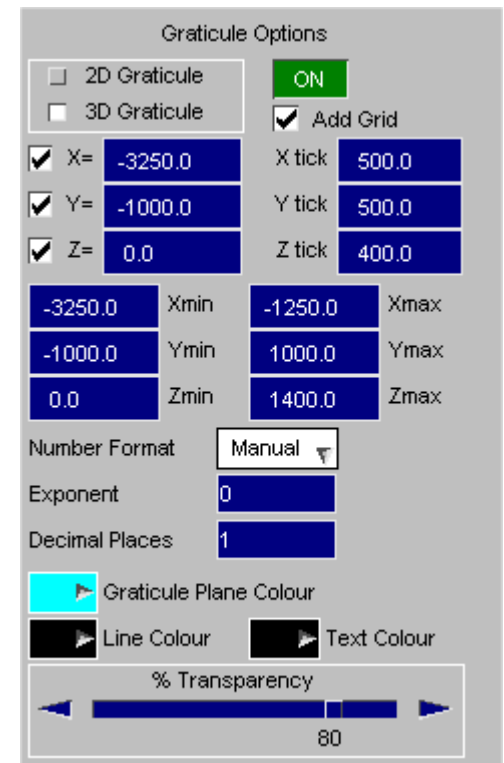 Graticule Options
2D Graticule ON
3D Graticule Add Grid
X= -3250.0 X tick 500.0
Y= -1000.0 Y tick 500.0
Z= 0.0 Z tick 400.0
-3250.0 Xmin -1250.0 Xmax
-1000.0 Ymin 1000.0 Ymax
0.0 Zmin 1400.0 Zmax
Number Format Manual
Exponent 0
Decimal Places 1
Graticule Plane Colour
Line Colour Text Colour
% Transparency
80